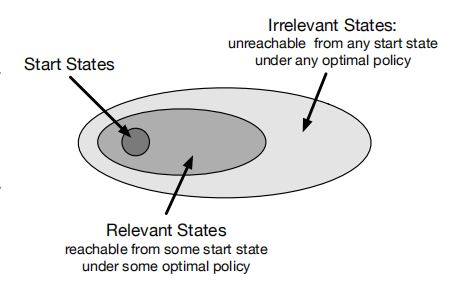 Irrelevant States:
unreachable from any start state
under any optimal policy
Start States
Relevant States
reachable from some start state
under some optimal policy